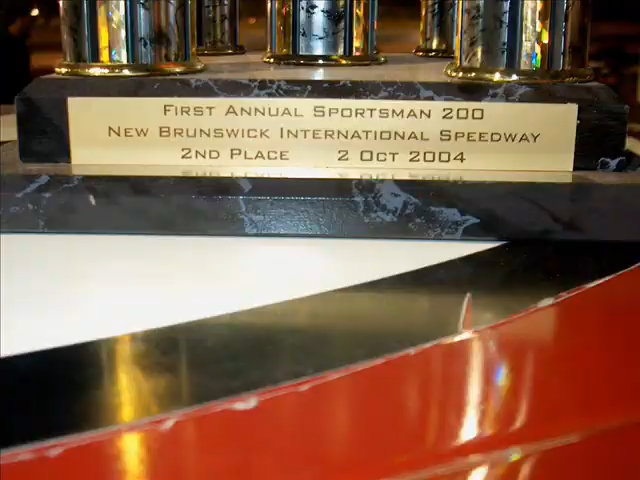 First Annual Sportsman 200
New Brunswick International Speedway
2nd Place 2 Oct 2004